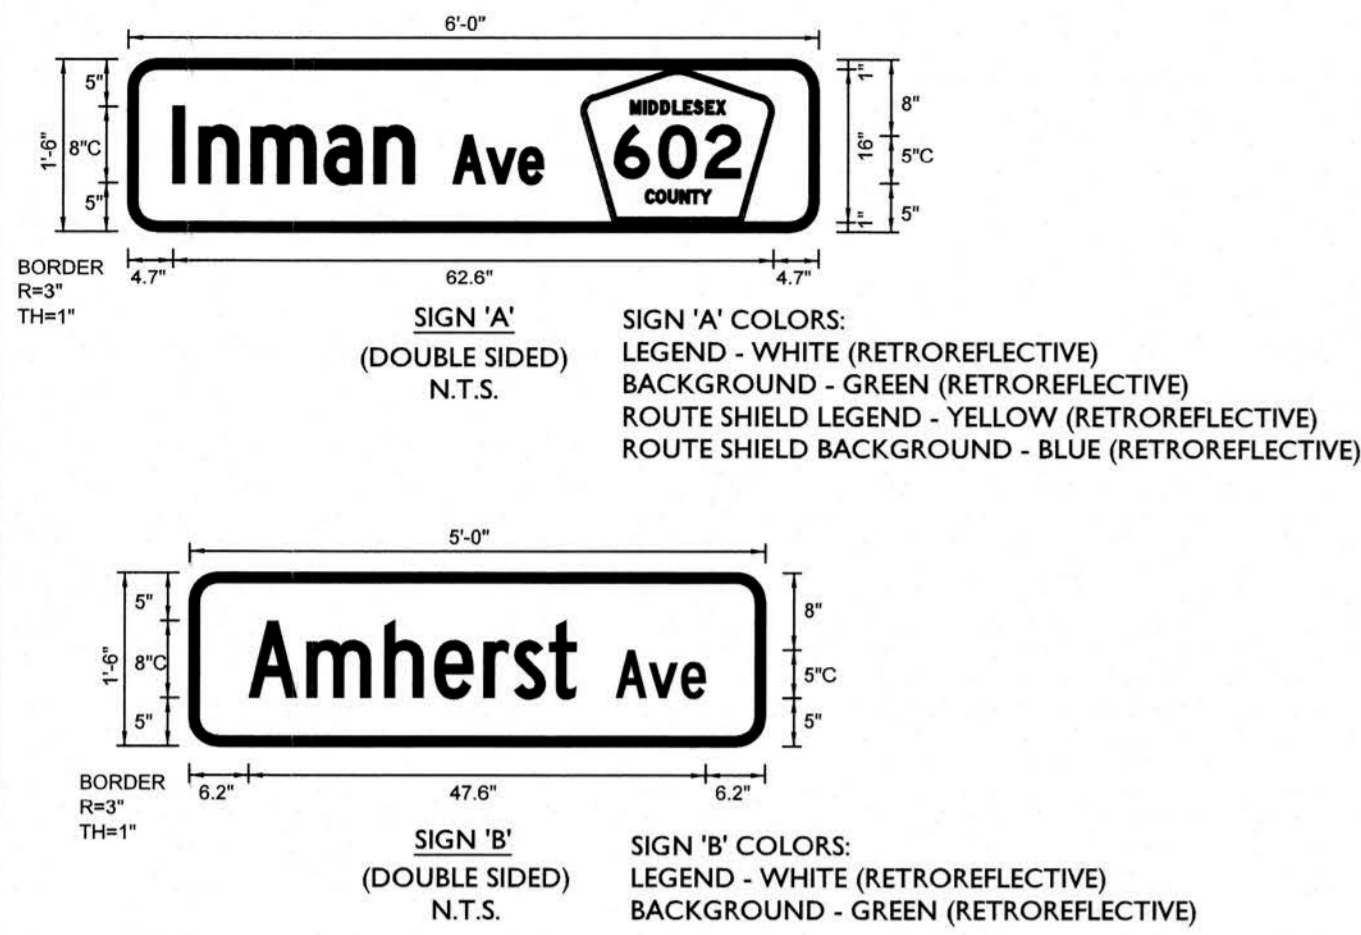 6'-0"
5"
8"C
5"
1'-6"
Inman Ave
MIDDLESEX
602
COUNTY
1"
16"
1"
8"
5"C
5"
BORDER
R=3"
TH=1"
4.7"
62.6"
4.7"
SIGN 'A'
(DOUBLE SIDED)
N.T.S.
SIGN 'A' COLORS:
LEGEND - WHITE (RETROREFLECTIVE)
BACKGROUND - GREEN (RETROREFLECTIVE)
ROUTE SHIELD LEGEND - YELLOW (RETROREFLECTIVE)
ROUTE SHIELD BACKGROUND - BLUE (RETROREFLECTIVE)
5'-0"
5"
8"C
5"
1'-6"
Amherst Ave
8"
5"C
5"
BORDER
R=3"
TH=1"
6.2"
47.6"
6.2"
SIGN 'B'
(DOUBLE SIDED)
N.T.S.
SIGN 'B' COLORS:
LEGEND - WHITE (RETROREFLECTIVE)
BACKGROUND - GREEN (RETROREFLECTIVE)